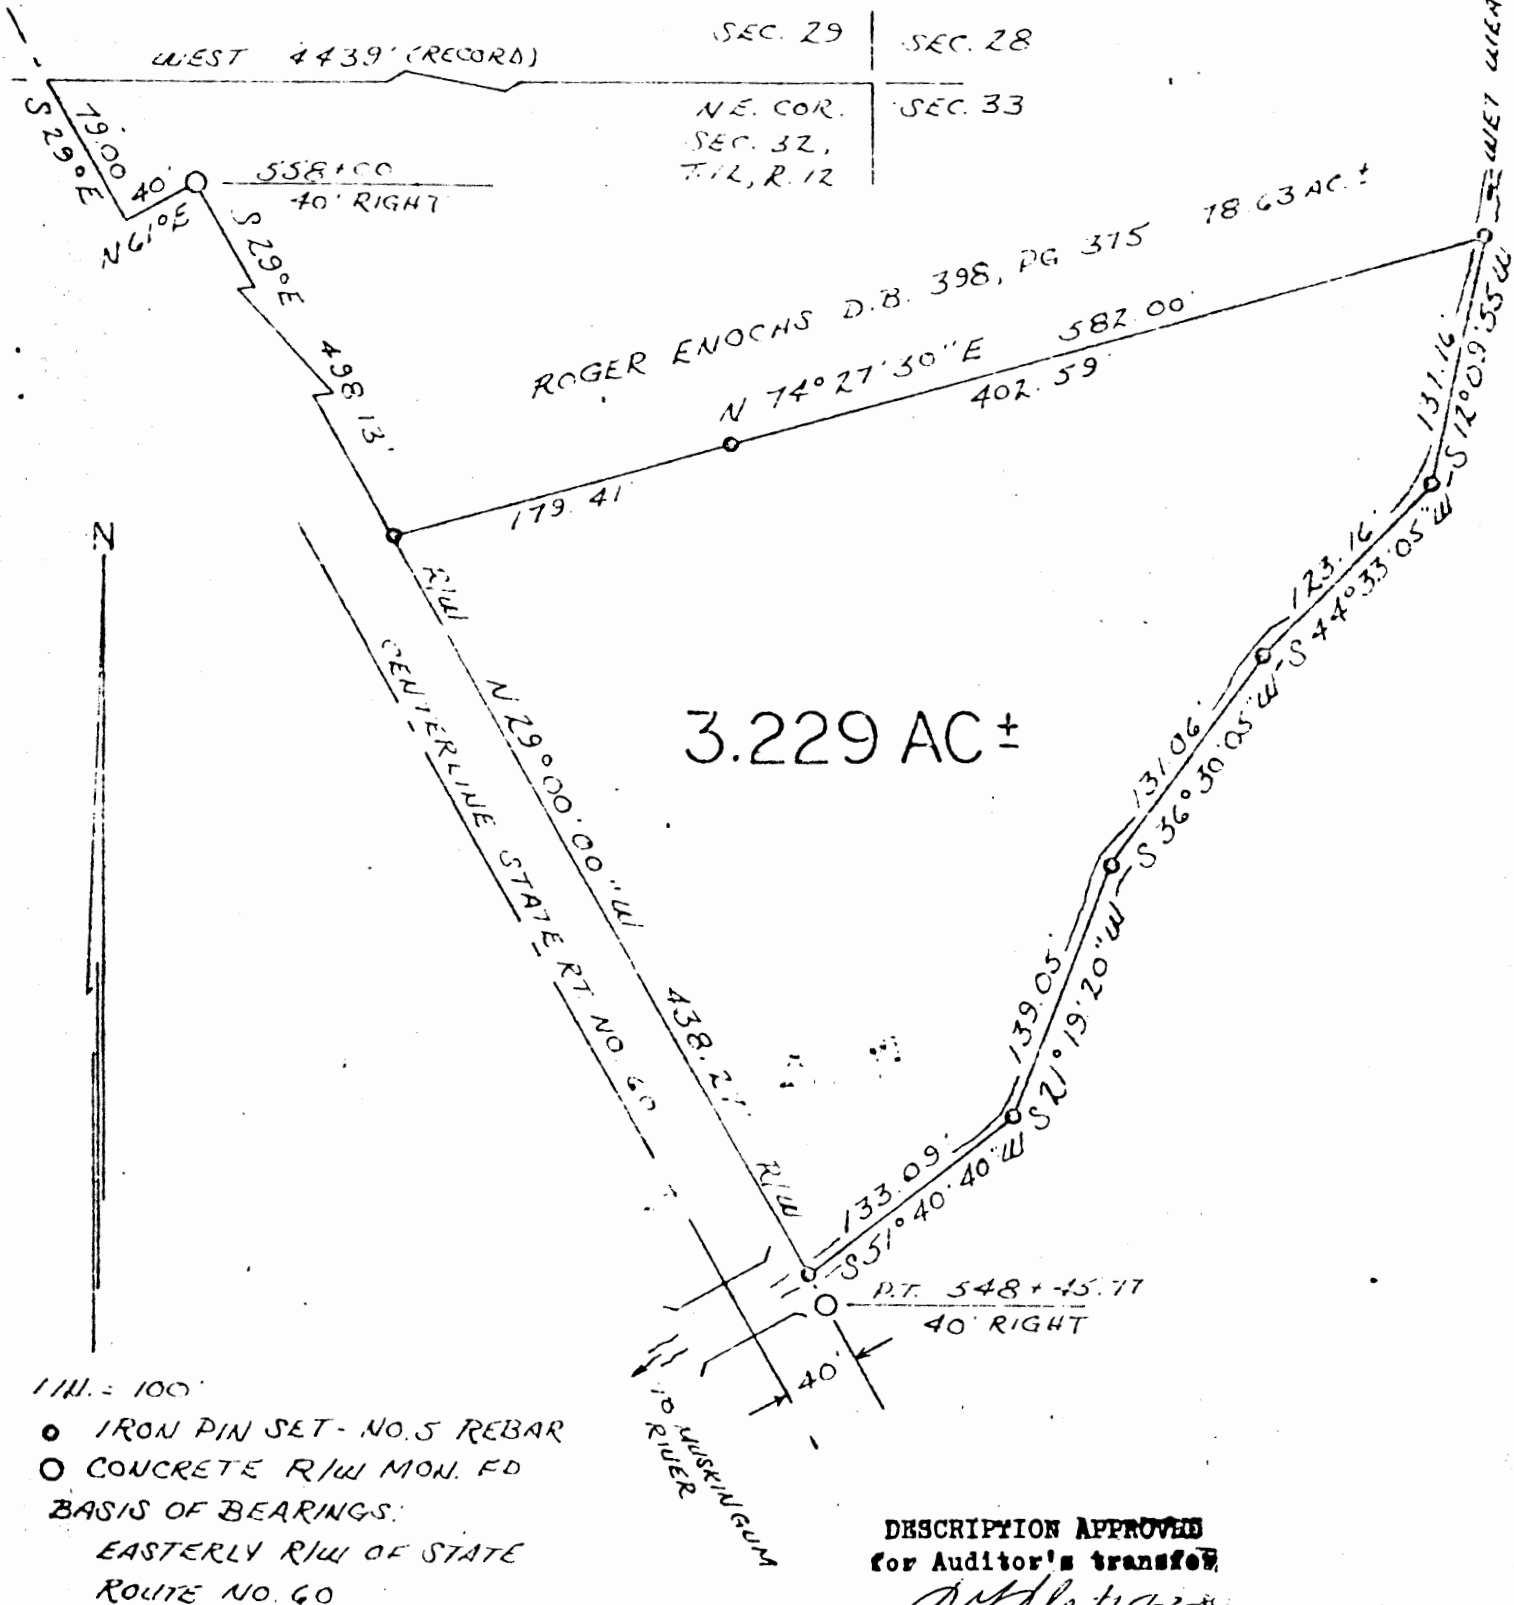 WEST 4439' (RECORD)
SEC. 29
SEC. 28
NE. COR.
SEC. 32,
T.12, R.12
SEC. 33
S 29° E
79.00'
40'
N 61° E
558+00
40' RIGHT
S 29° E
498.13'
ROGER ENOCHS D.B. 398, PG 375 78.63 AC.±
N 74° 27' 30" E 582.00'
179.41'
402.59'
WET
131.16'
S 12° 09' 55" W
123.16'
S 44° 33' 05" W
131.06'
S 36° 30' 05" W
139.05'
S 21° 19' 20" W
133.09'
S 51° 40' 40" W
N
R/W
N 29° 00' 00" W
438.27'
R/W
CENTERLINE STATE RT. NO. 60
3.229 AC±
P.T. 548+45.77
40' RIGHT
40'
TO MUSKINGUM
RIVER
1 IN. = 100'
IRON PIN SET - NO. 5 REBAR
CONCRETE R/W MON. FD
BASIS OF BEARINGS:
EASTERLY R/W OF STATE
ROUTE NO. 60
DESCRIPTION APPROVED
for Auditor's transfer